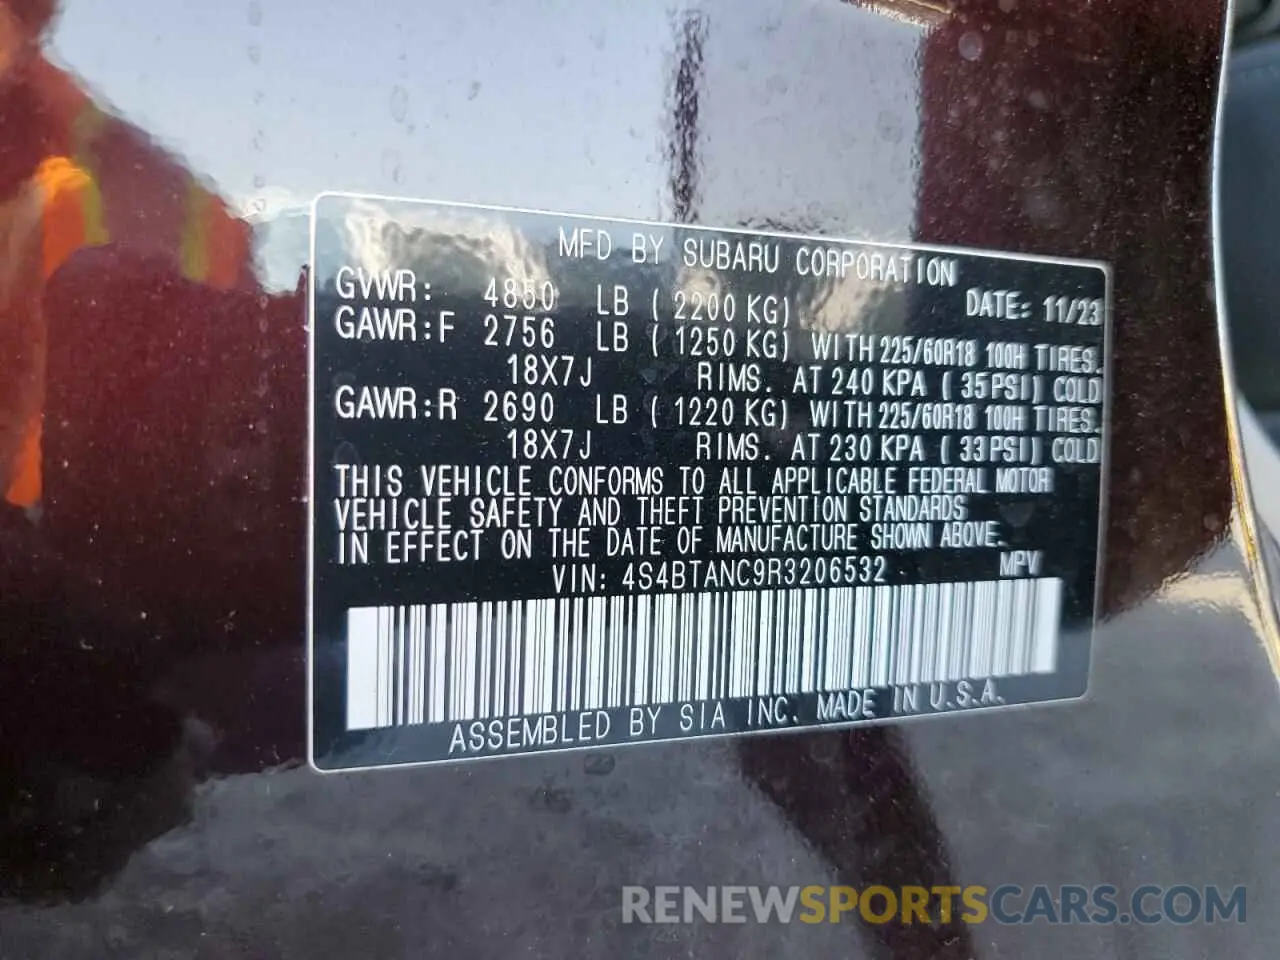 MFD BY SUBARU CORPORATION
GVWR: 4850 LB ( 2200 KG) DATE: 11/23
GAWR:F 2756 LB ( 1250 KG) WITH 225/60R18 100H TIRES.
18X7J RIMS. AT 240 KPA ( 35PSI) COLD
GAWR:R 2690 LB ( 1220 KG) WITH 225/60R18 100H TIRES.
18X7J RIMS. AT 230 KPA ( 33PSI) COLD
THIS VEHICLE CONFORMS TO ALL APPLICABLE FEDERAL MOTOR
VEHICLE SAFETY AND THEFT PREVENTION STANDARDS
IN EFFECT ON THE DATE OF MANUFACTURE SHOWN ABOVE.
VIN: 4S4BTANC9R3206532 MPV
ASSEMBLED BY SIA INC. MADE IN U.S.A.
RENEWSPORTSCARS.COM